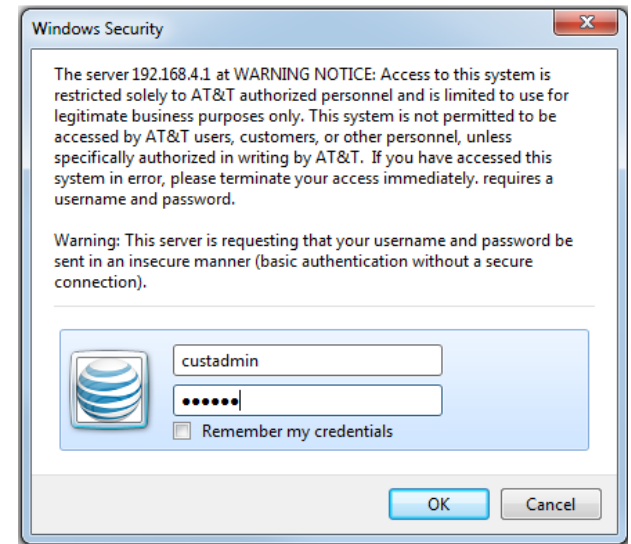 Windows Security
The server 192.168.4.1 at WARNING NOTICE: Access to this system is
restricted solely to AT&T authorized personnel and is limited to use for
legitimate business purposes only. This system is not permitted to be
accessed by AT&T users, customers, or other personnel, unless
specifically authorized in writing by AT&T.  If you have accessed this
system in error, please terminate your access immediately. requires a
username and password.
Warning: This server is requesting that your username and password be
sent in an insecure manner (basic authentication without a secure
connection).
custadmin
●●●●●●
Remember my credentials
OK Cancel